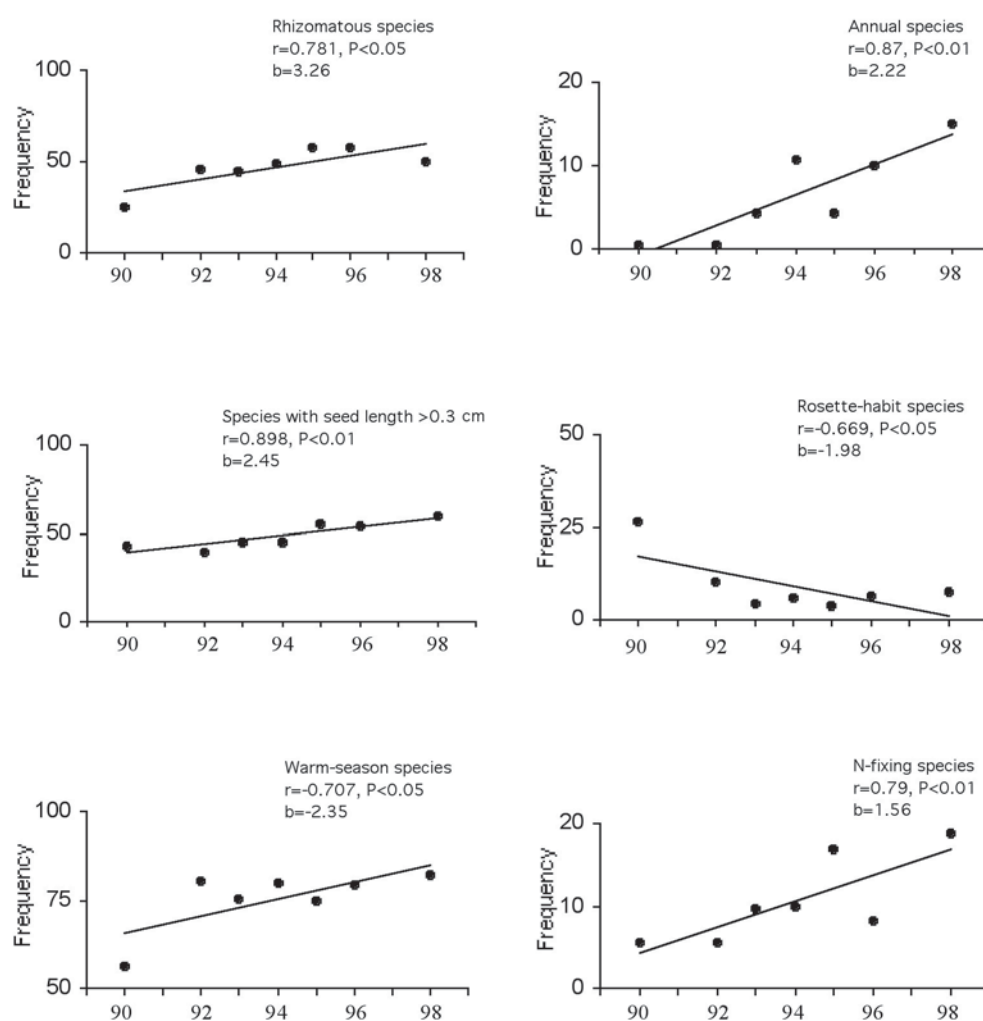 Rhizomatous species
r=0.781, P<0.05
b=3.26
Frequency
100
50
0
90 92 94 96 98
Annual species
r=0.87, P<0.01
b=2.22
Frequency
20
10
0
90 92 94 96 98
Species with seed length >0.3 cm
r=0.898, P<0.01
b=2.45
Frequency
100
50
0
90 92 94 96 98
Rosette-habit species
r=-0.669, P<0.05
b=-1.98
Frequency
50
25
0
90 92 94 96 98
Warm-season species
r=-0.707, P<0.05
b=-2.35
Frequency
100
75
50
90 92 94 96 98
N-fixing species
r=0.79, P<0.01
b=1.56
Frequency
20
10
0
90 92 94 96 98